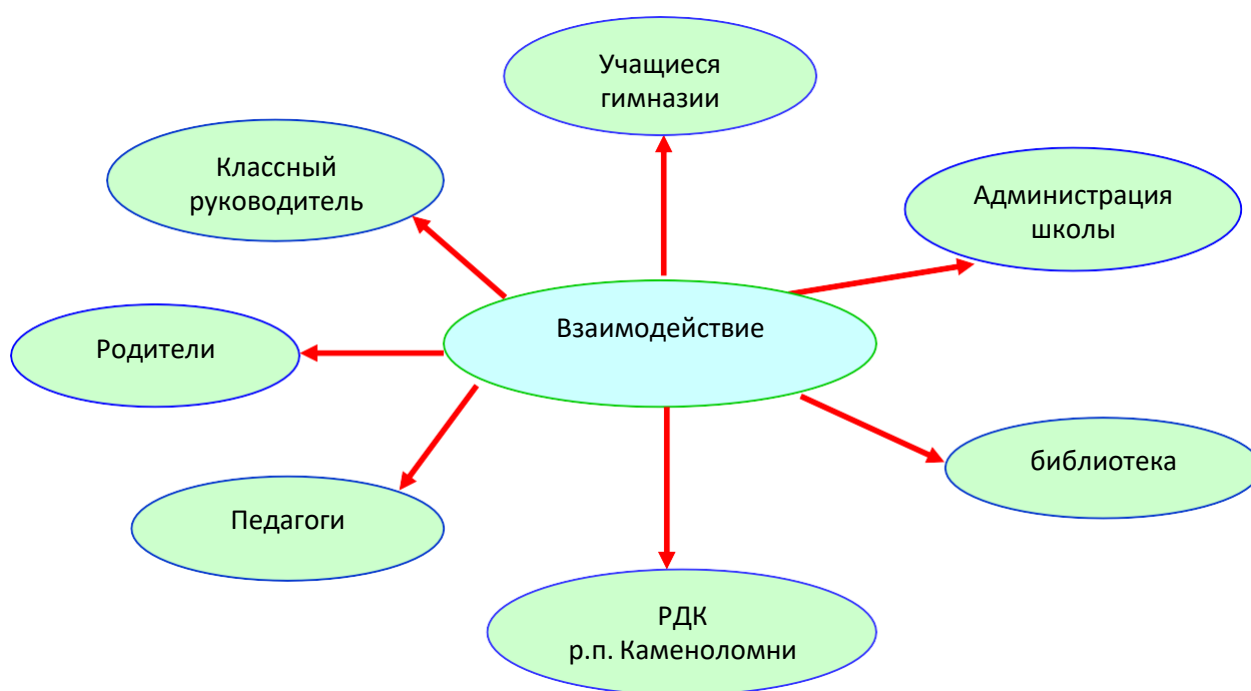 Учащиеся
гимназии
Классный
руководитель
Администрация
школы
Взаимодействие
Родители
библиотека
Педагоги
РДК
р.п. Каменоломни